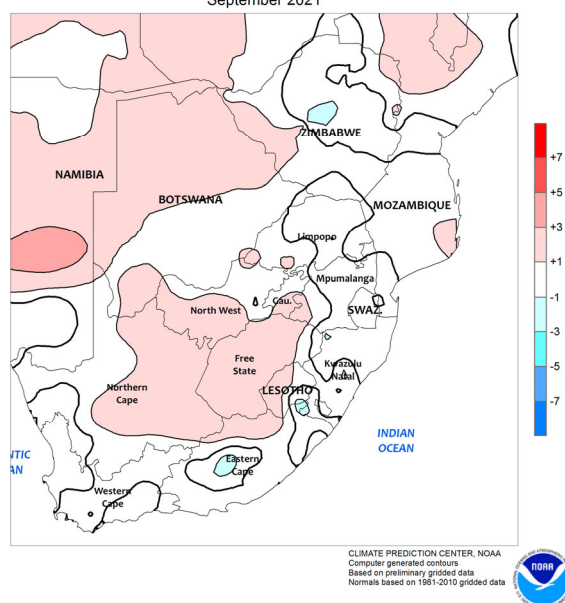 September 2021
ZIMBABWE
NAMIBIA
BOTSWANA
MOZAMBIQUE
Limpopo
Mpumalanga
North West
Gau.
SWAZ.
Free
State
Kwazulu
Natal
Northern
Cape
LESOTHO
INDIAN
OCEAN
NTIC
AN
Eastern
Cape
Western
Cape
+7
+5
+3
+1
-1
-3
-5
-7
CLIMATE PREDICTION CENTER, NOAA
Computer generated contours
Based on preliminary gridded data
Normals based on 1981-2010 gridded data
NOAA